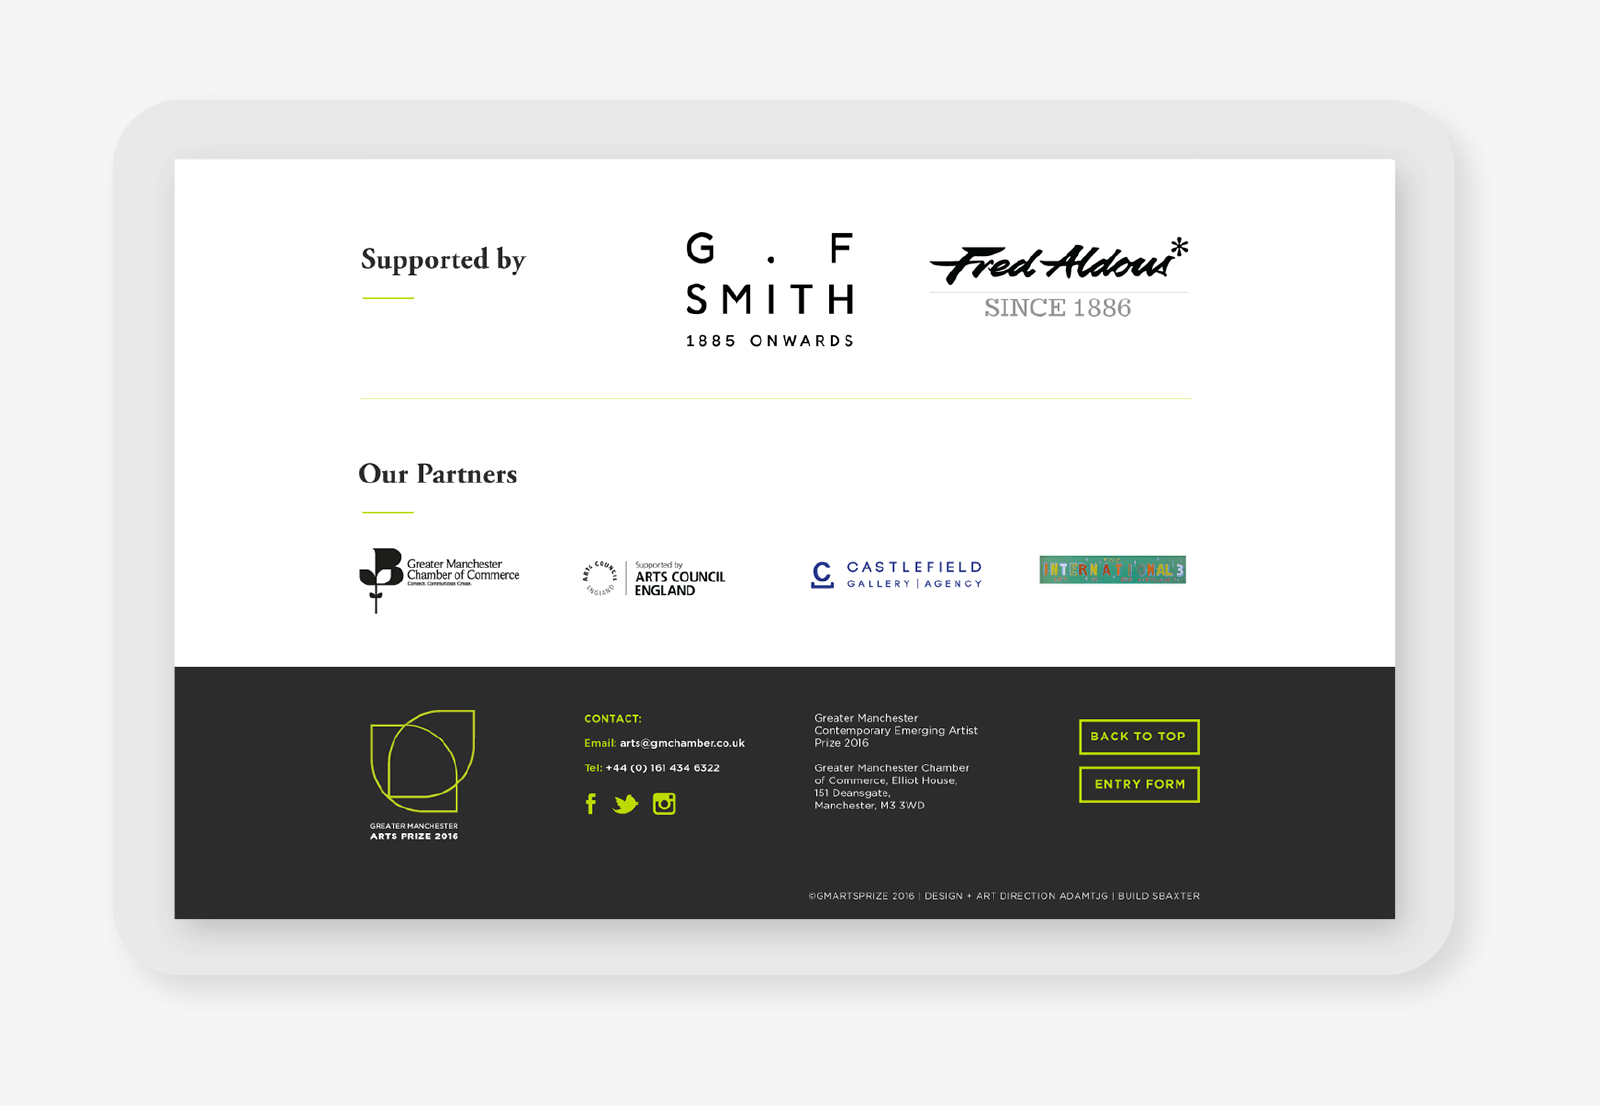 Supported by
G . F
SMITH
1885 ONWARDS
Fred Aldous*
SINCE 1886
Our Partners
Greater Manchester
Chamber of Commerce
Connect. Communicate. Create.
ARTS COUNCIL
ENGLAND
Supported by
ARTS COUNCIL
ENGLAND
C
CASTLEFIELD
GALLERY | AGENCY
THE
INTERNATIONAL 3
GREATER MANCHESTER
ARTS PRIZE 2016
CONTACT:
Email: arts@gmchamber.co.uk
Tel: +44 (0) 161 434 6322
Greater Manchester
Contemporary Emerging Artist
Prize 2016
Greater Manchester Chamber
of Commerce, Elliot House,
151 Deansgate,
Manchester, M3 3WD
BACK TO TOP
ENTRY FORM
©GMARTSPRIZE 2016 | DESIGN + ART DIRECTION ADAMTJG | BUILD SBAXTER